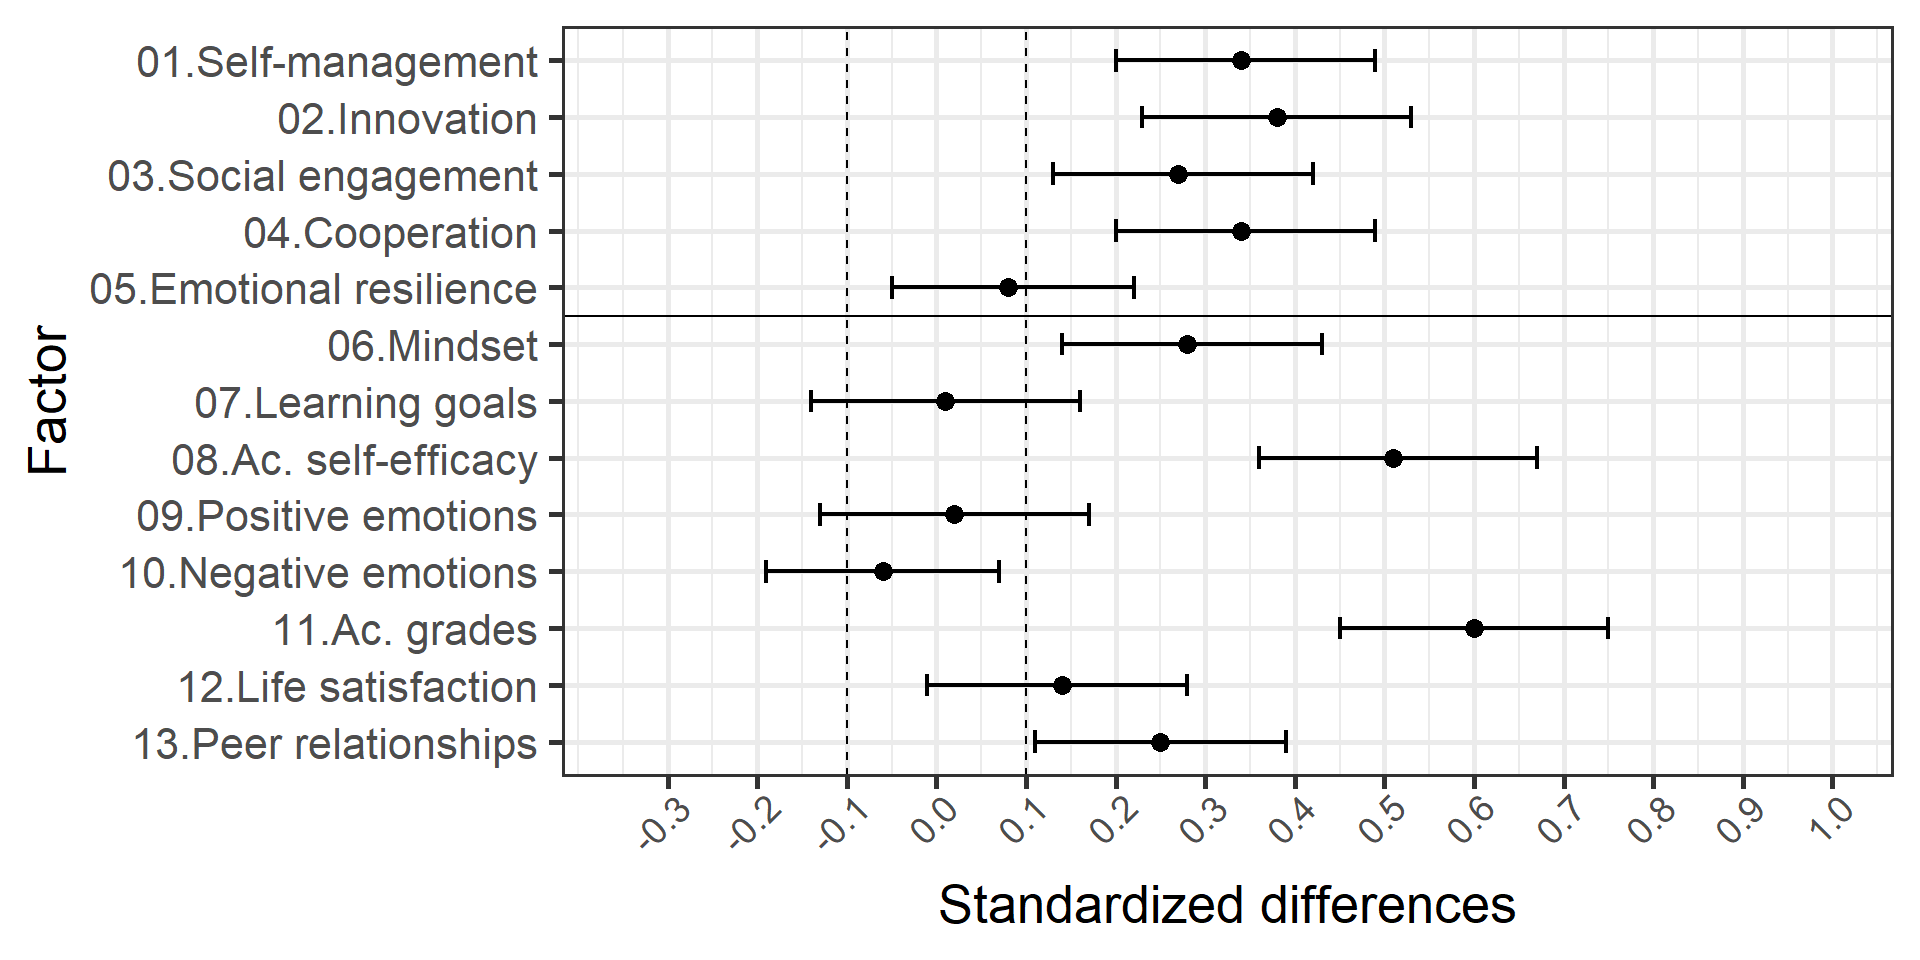 01.Self-management
02.Innovation
03.Social engagement
04.Cooperation
05.Emotional resilience
06.Mindset
07.Learning goals
08.Ac. self-efficacy
09.Positive emotions
10.Negative emotions
11.Ac. grades
12.Life satisfaction
13.Peer relationships
Factor
-0.3 -0.2 -0.1 0.0 0.1 0.2 0.3 0.4 0.5 0.6 0.7 0.8 0.9 1.0
Standardized differences